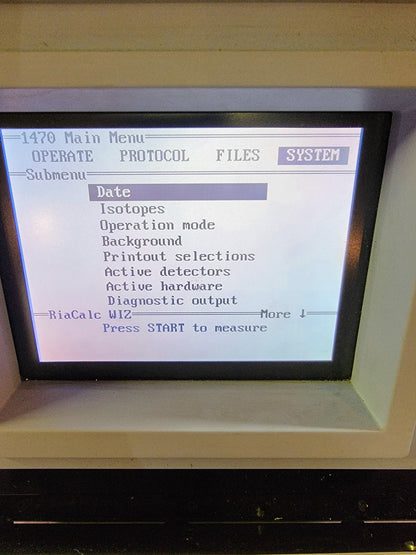 1470 Main Menu
OPERATE PROTOCOL FILES SYSTEM
Submenu
Date
Isotopes
Operation mode
Background
Printout selections
Active detectors
Active hardware
Diagnostic output
RiaCalc WIZ More ↓
Press START to measure